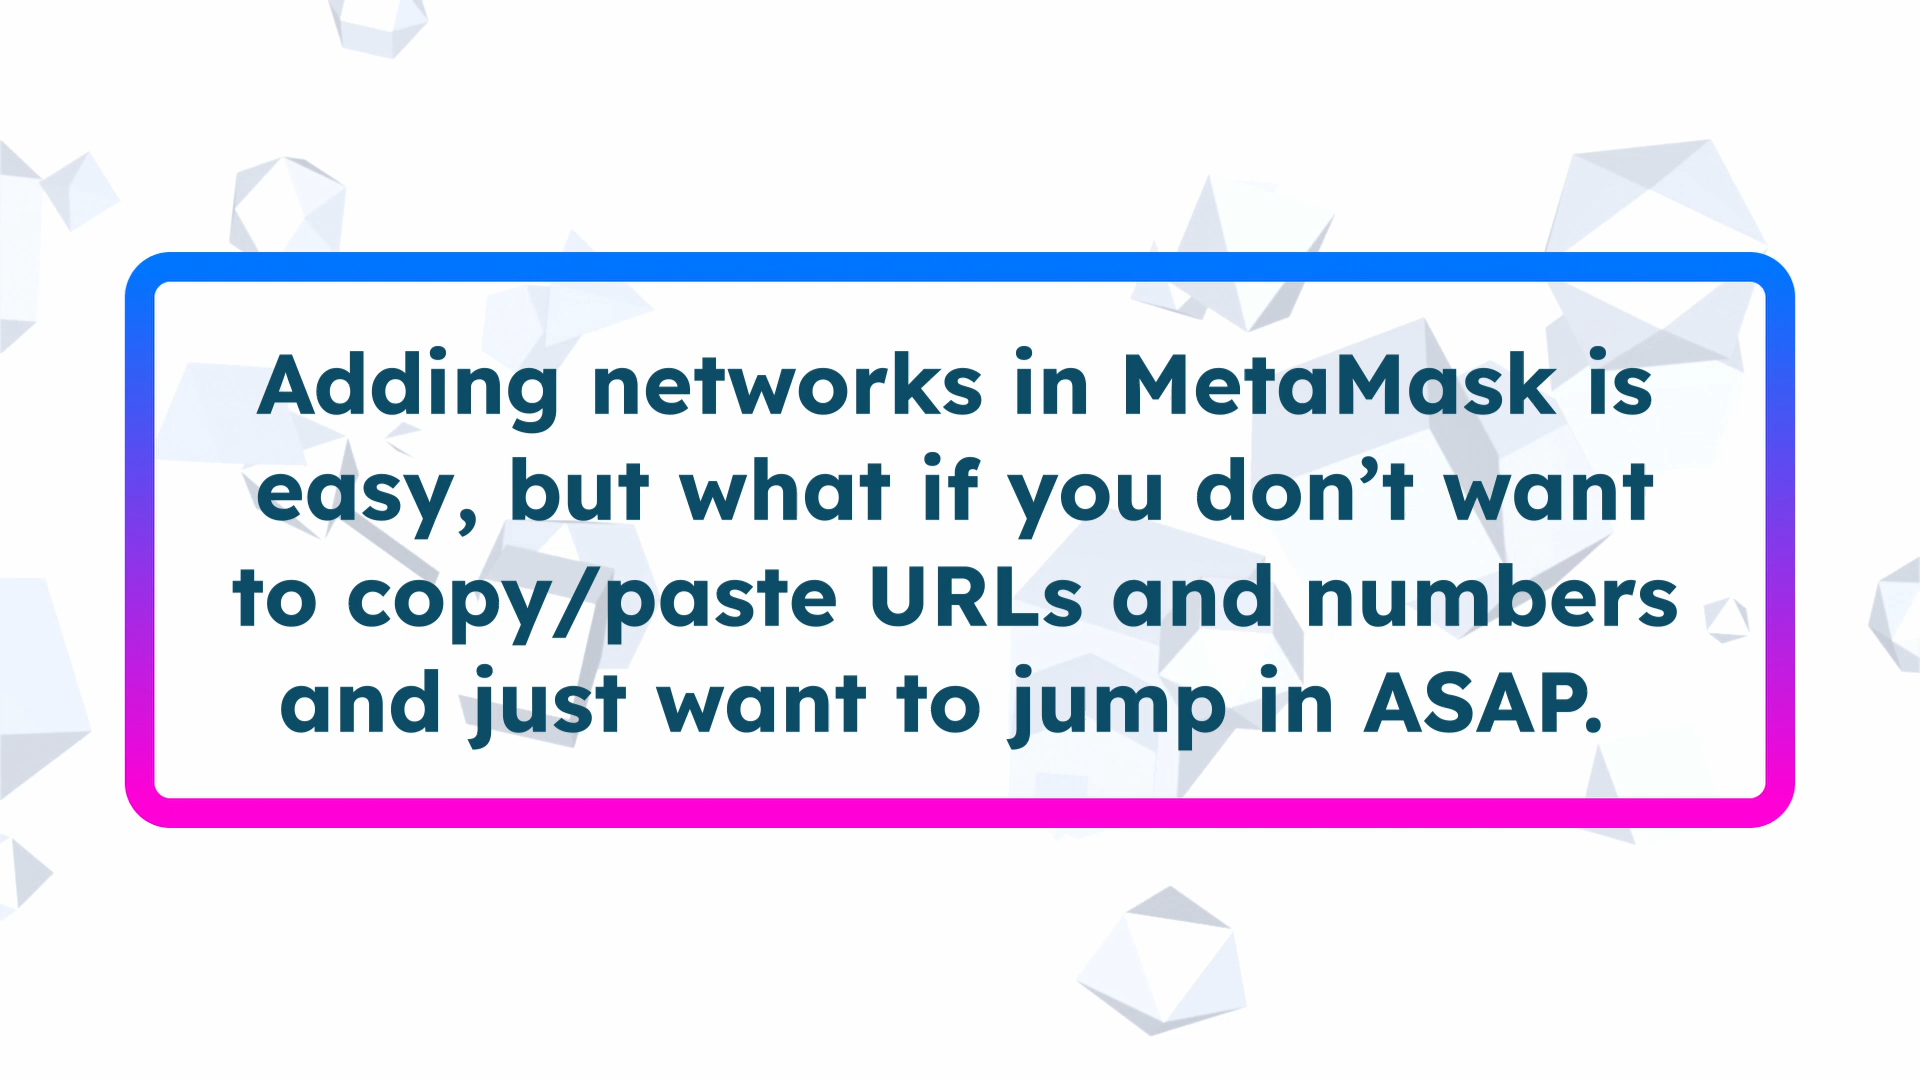 Adding networks in MetaMask is
easy, but what if you don’t want
to copy/paste URLs and numbers
and just want to jump in ASAP.